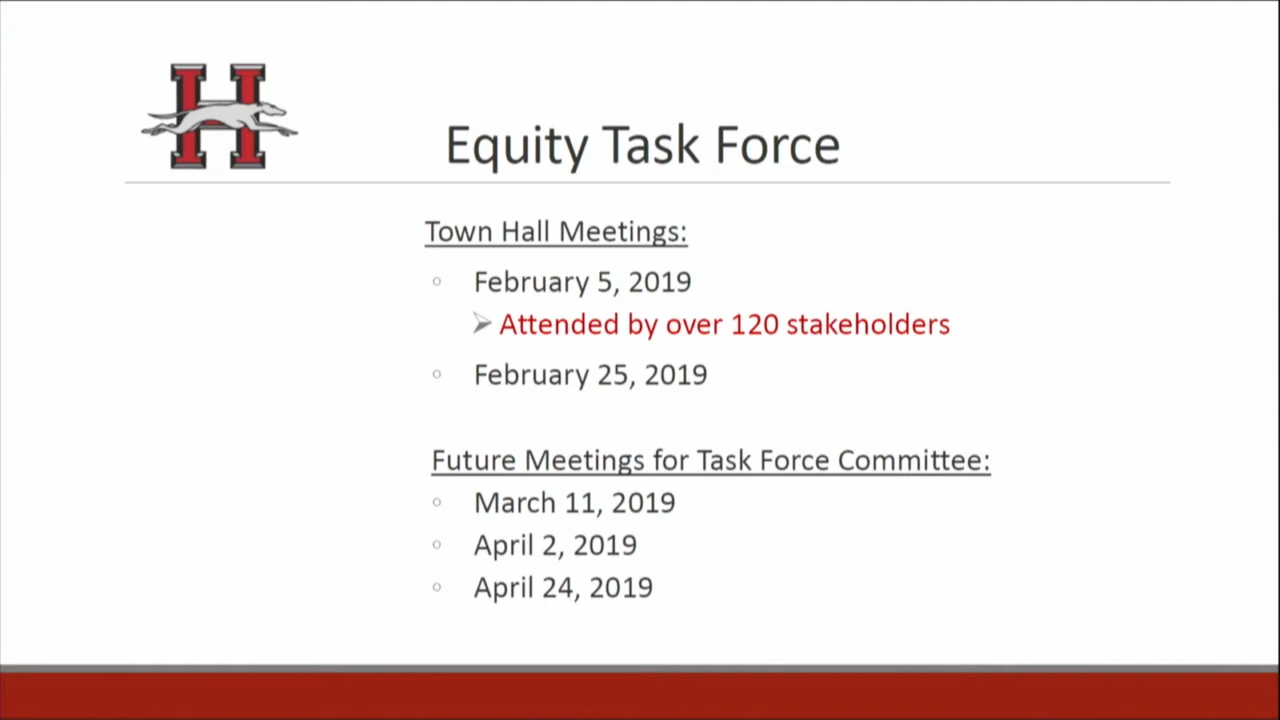 H
Equity Task Force
Town Hall Meetings:
February 5, 2019
Attended by over 120 stakeholders
February 25, 2019
Future Meetings for Task Force Committee:
March 11, 2019
April 2, 2019
April 24, 2019